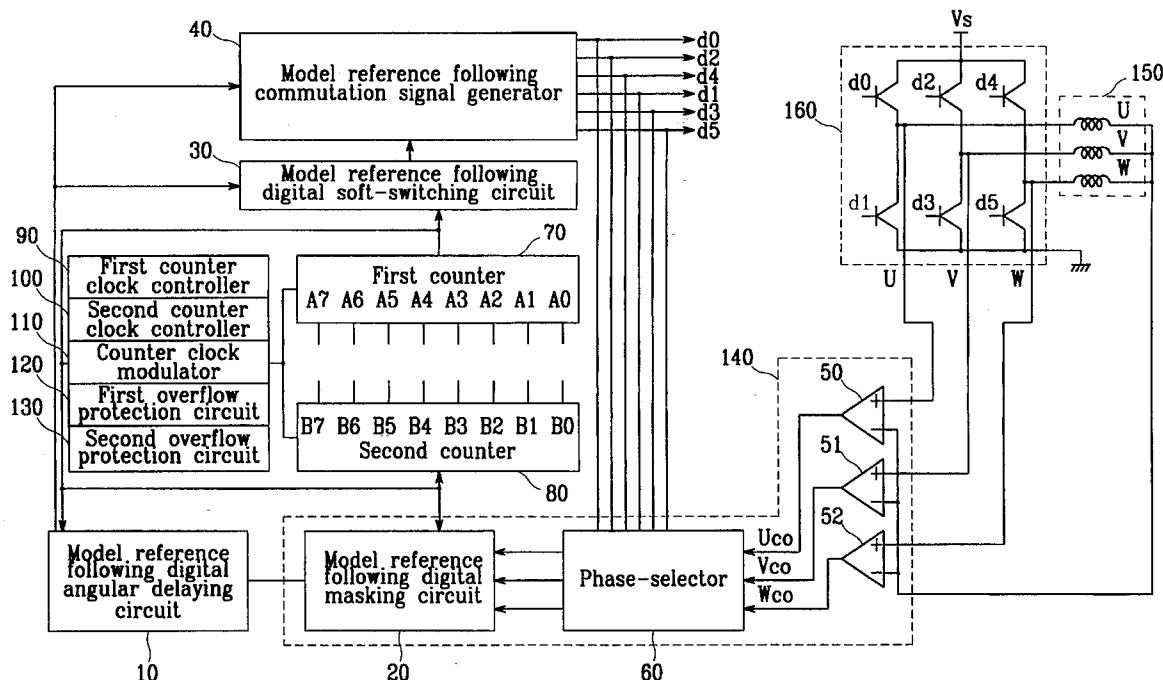 40
Model reference following
commutation signal generator
d0
d2
d4
d1
d3
d5
30
Model reference following
digital soft-switching circuit
Vs
d0
d2
d4
160
150
U
V
W
d1
d3
d5
U
V
W
90
First counter
clock controller
100
Second counter
clock controller
110
Counter clock
modulator
120
First overflow
protection circuit
130
Second overflow
protection circuit
70
First counter
A7 A6 A5 A4 A3 A2 A1 A0
B7 B6 B5 B4 B3 B2 B1 B0
Second counter
80
140
50
+
-
51
+
-
52
+
-
Model reference
following digital
angular delaying
circuit
10
Model reference
following digital
masking circuit
20
Phase-selector
60
Uco
Vco
Wco